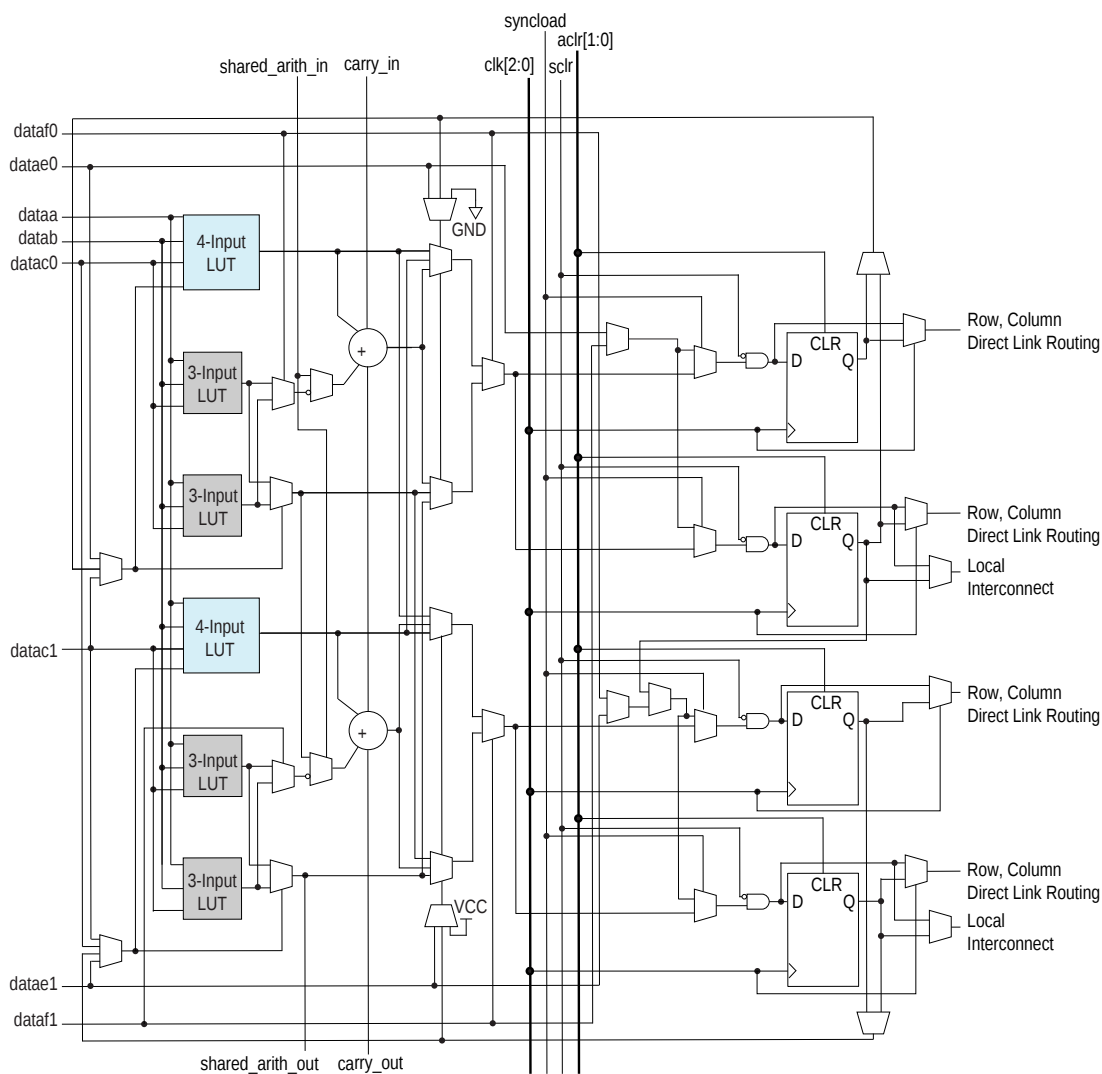 syncload
aclr[1:0]
shared_arith_in
carry_in
clk[2:0]
sclr
dataf0
datae0
dataa
datab
datac0
4-Input
LUT
GND
3-Input
LUT
+
CLR
D
Q
Row, Column
Direct Link Routing
3-Input
LUT
CLR
D
Q
Row, Column
Direct Link Routing
Local
Interconnect
4-Input
LUT
datac1
3-Input
LUT
+
CLR
D
Q
Row, Column
Direct Link Routing
3-Input
LUT
VCC
CLR
D
Q
Row, Column
Direct Link Routing
Local
Interconnect
datae1
dataf1
shared_arith_out
carry_out